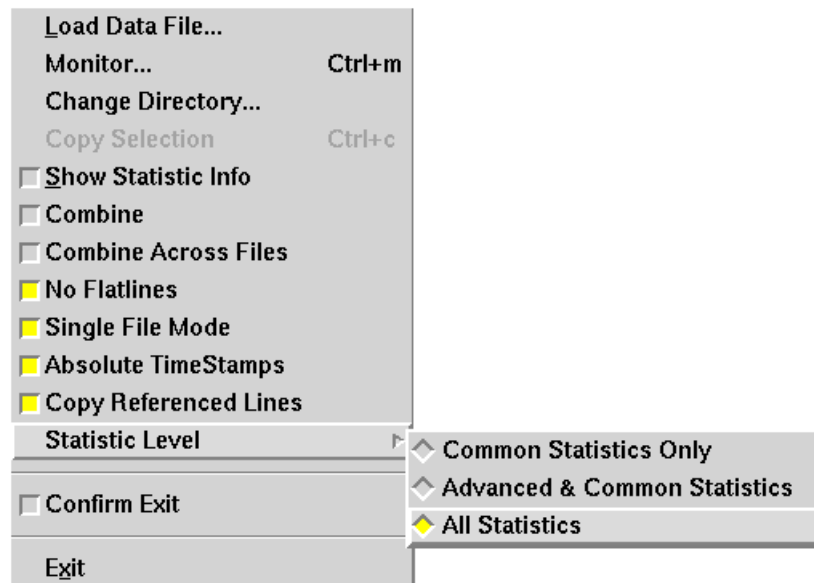 Load Data File...
Monitor... Ctrl+m
Change Directory...
Copy Selection Ctrl+c
Show Statistic Info
Combine
Combine Across Files
No Flatlines
Single File Mode
Absolute TimeStamps
Copy Referenced Lines
Statistic Level
Common Statistics Only
Advanced & Common Statistics
All Statistics
Confirm Exit
Exit